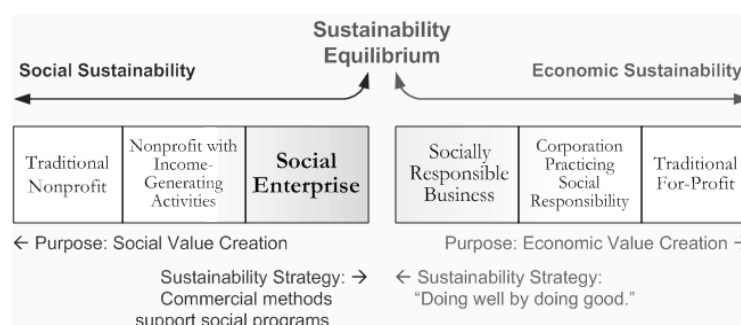 Sustainability
Equilibrium
Social Sustainability
Economic Sustainability
Traditional
Nonprofit
Nonprofit with
Income-
Generating
Activities
Social
Enterprise
Socially
Responsible
Business
Corporation
Practicing
Social
Responsibility
Traditional
For-Profit
← Purpose: Social Value Creation
Purpose: Economic Value Creation →
Sustainability Strategy: →
Commercial methods
support social programs
← Sustainability Strategy:
“Doing well by doing good.”